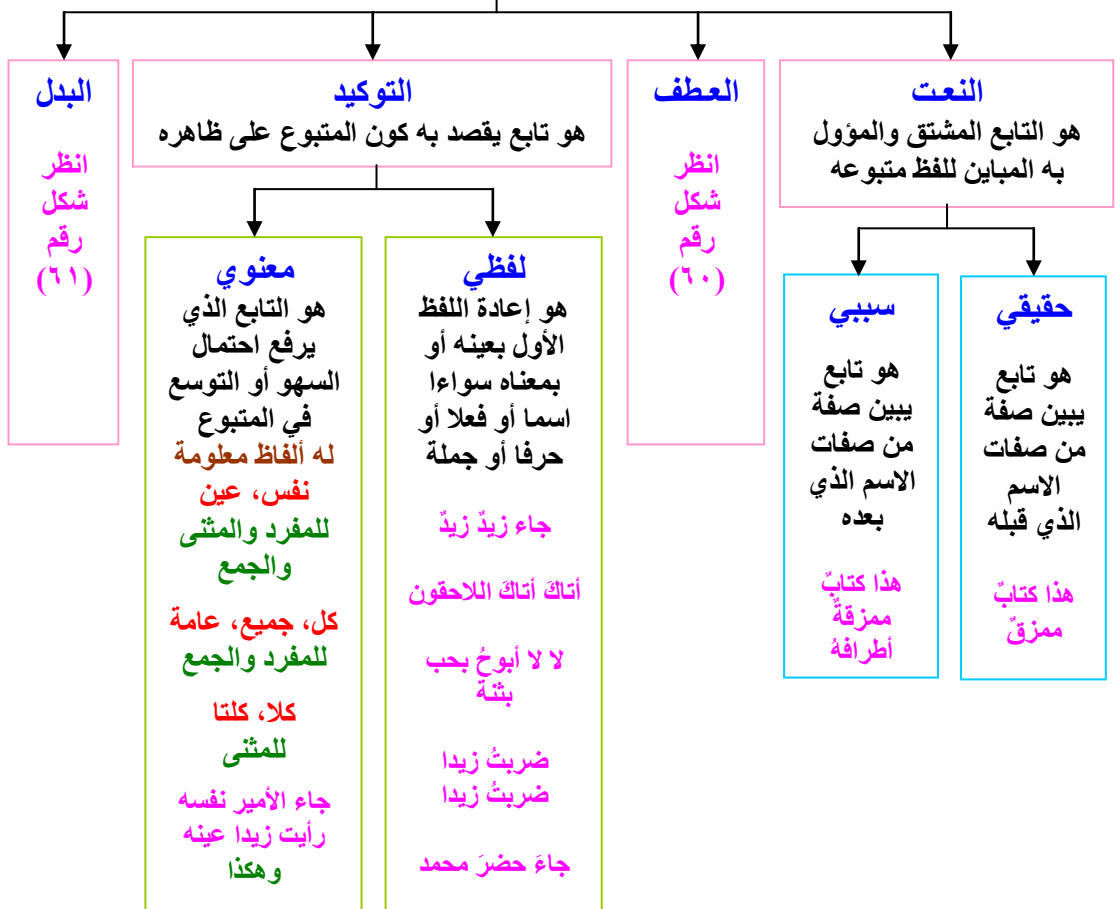 النعت
هو التابع المشتق والمؤول
به المباين للفظ متبوعه
حقيقي
هو تابع
يبين صفة
من صفات
الاسم
الذي قبله
هذا كتابٌ
ممزقٌ
سببي
هو تابع
يبين صفة
من صفات
الاسم الذي
بعده
هذا كتابٌ
ممزقةٌ
أطرافهُ
العطف
انظر
شكل
رقم
(٦٠)
التوكيد
هو تابع يقصد به كون المتبوع على ظاهره
لفظي
هو إعادة اللفظ
الأول بعينه أو
بمعناه سواءا
اسما أو فعلا أو
حرفا أو جملة
جاء زيدٌ زيدٌ
أتاكَ أتاكَ اللاحقون
لا لا أبوحُ بحب
بثنة
ضربتُ زيدا
ضربتُ زيدا
جاءَ حضرَ محمد
معنوي
هو التابع الذي
يرفع احتمال
السهو أو التوسع
في المتبوع
له ألفاظ معلومة
نفس، عين
للمفرد والمثنى
والجمع
كل، جميع، عامة
للمفرد والجمع
كلا، كلتا
للمثنى
جاء الأمير نفسه
رأيت زيدا عينه
وهكذا
البدل
انظر
شكل
رقم
(٦١)